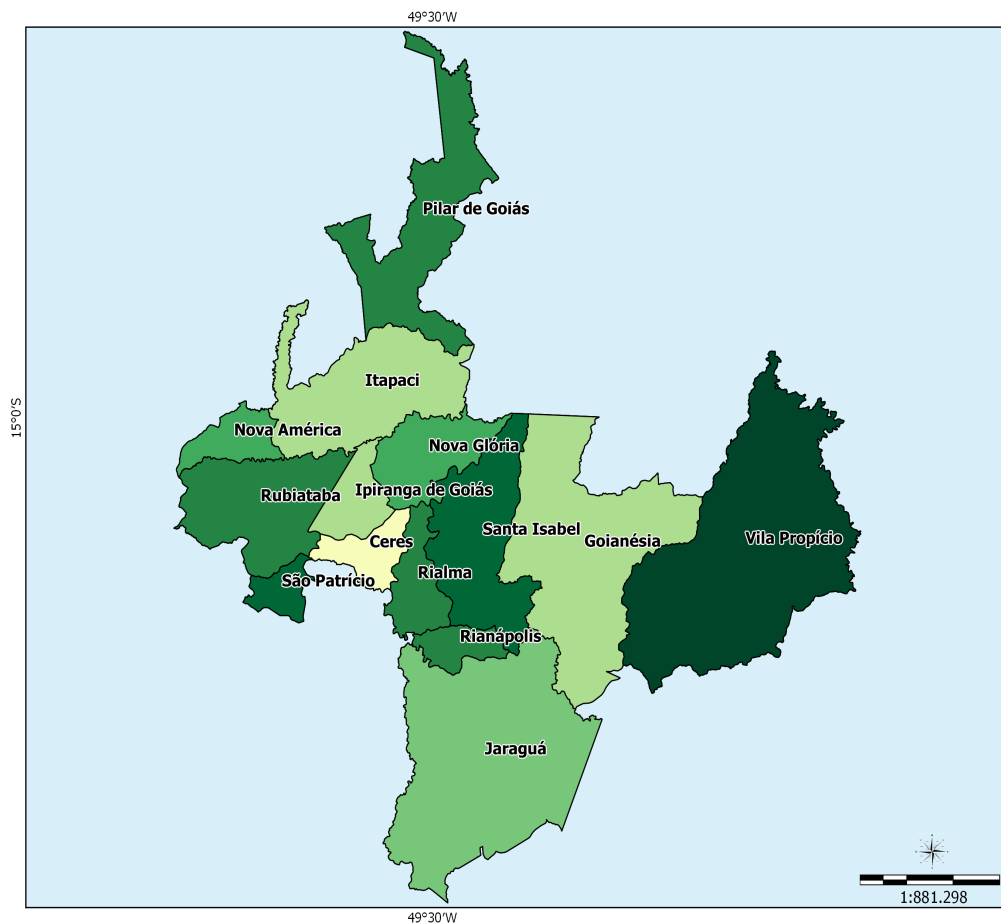 49°30′W
Pilar de Goiás
Itapaci
15°0′S
Nova América
Nova Glória
Rubiataba
Ipiranga de Goiás
Santa Isabel
Vila Propício
Ceres
Goianésia
Rialma
São Patrício
Rianápolis
Jaraguá
1:881.298
49°30′W